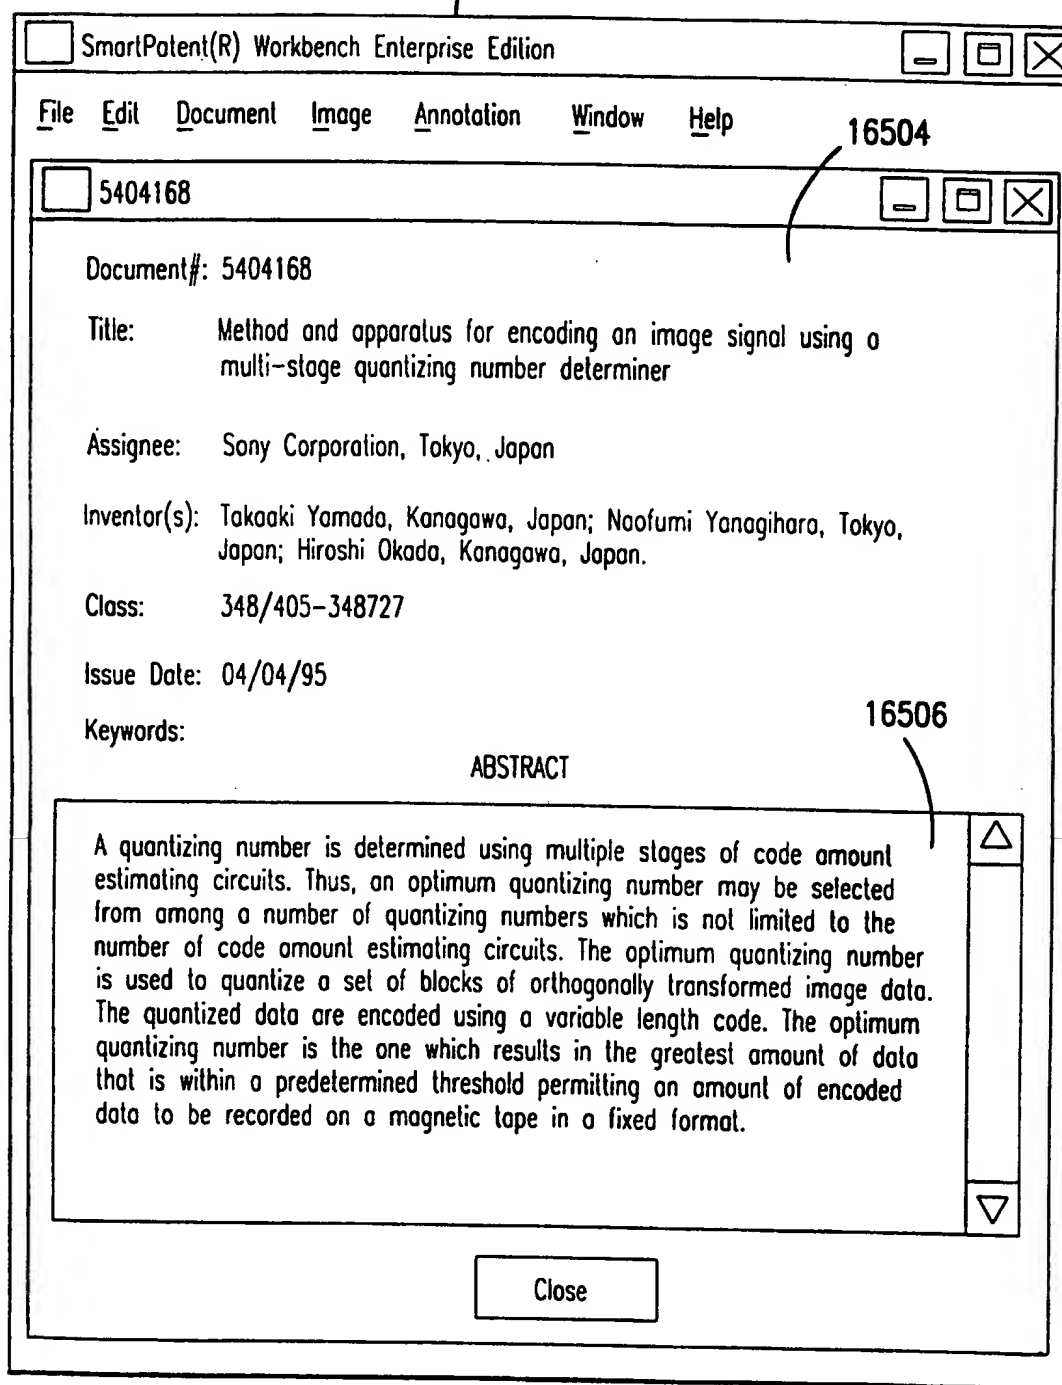 SmartPatent(R) Workbench Enterprise Edition
File Edit Document Image Annotation Window Help
16504
5404168
Document#: 5404168
Title: Method and apparatus for encoding an image signal using a
multi-stage quantizing number determiner
Assignee: Sony Corporation, Tokyo, Japan
Inventor(s): Takaaki Yamada, Kanagawa, Japan; Naofumi Yanagihara, Tokyo,
Japan; Hiroshi Okada, Kanagawa, Japan.
Class: 348/405-348727
Issue Date: 04/04/95
Keywords:
16506
ABSTRACT
A quantizing number is determined using multiple stages of code amount
estimating circuits. Thus, an optimum quantizing number may be selected
from among a number of quantizing numbers which is not limited to the
number of code amount estimating circuits. The optimum quantizing number
is used to quantize a set of blocks of orthogonally transformed image data.
The quantized data are encoded using a variable length code. The optimum
quantizing number is the one which results in the greatest amount of data
that is within a predetermined threshold permitting an amount of encoded
data to be recorded on a magnetic tape in a fixed format.
Close